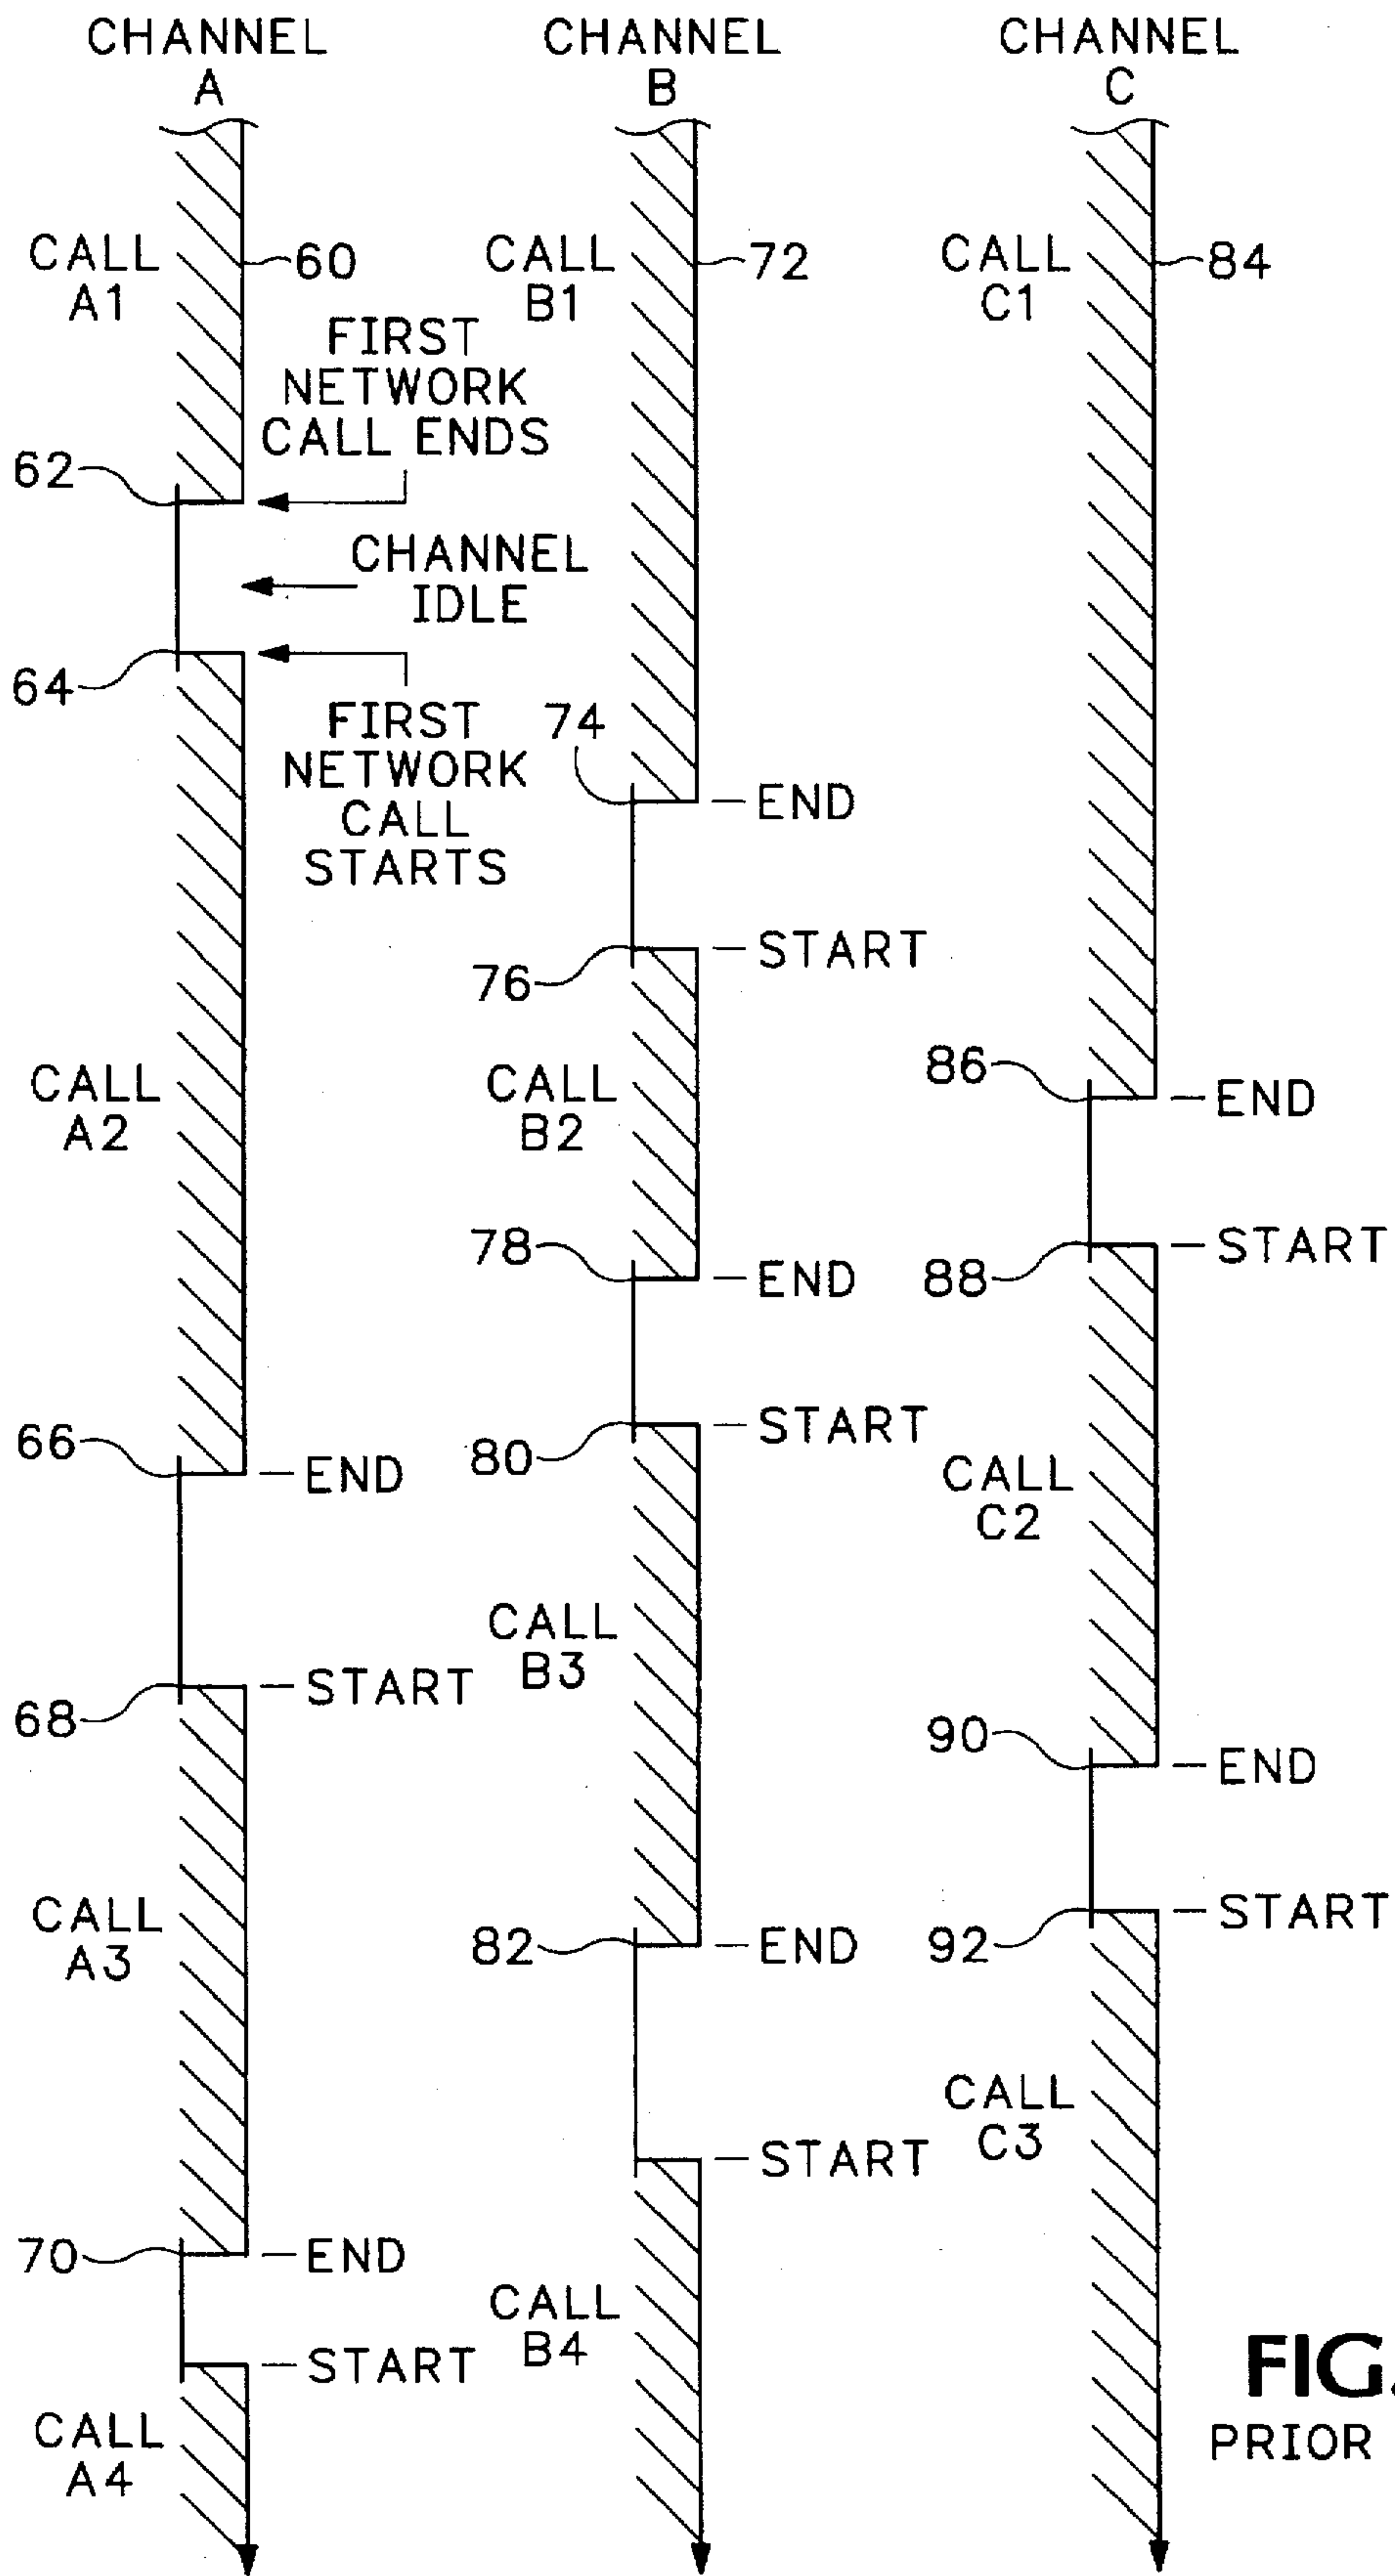 CHANNEL
A
CHANNEL
B
CHANNEL
C
CALL
A1
60
CALL
B1
72
CALL
C1
84
FIRST
NETWORK
CALL ENDS
62
CHANNEL
IDLE
64
FIRST
NETWORK
CALL
STARTS
74
END
76
START
CALL
A2
CALL
B2
86
END
78
END
88
START
66
END
80
START
CALL
C2
CALL
B3
68
START
90
END
CALL
A3
82
END
92
START
CALL
C3
START
70
END
CALL
B4
START
CALL
A4
FIG.
PRIOR